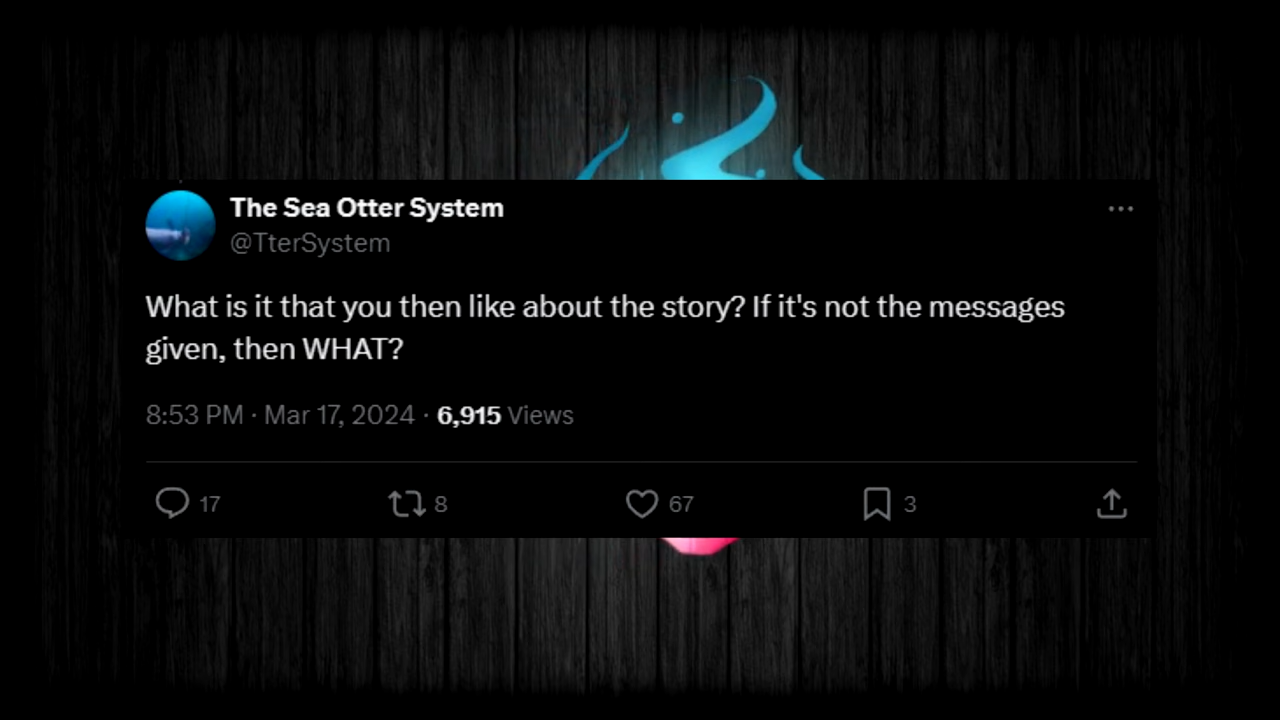 The Sea Otter System
@TterSystem
What is it that you then like about the story? If it's not the messages
given, then WHAT?
8:53 PM · Mar 17, 2024 · 6,915 Views
17 8 67 3